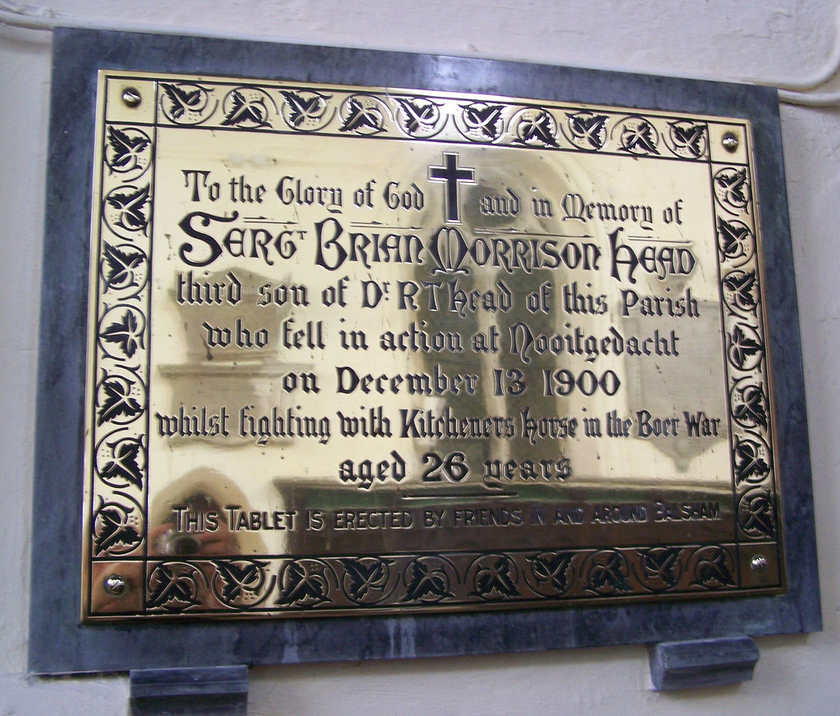 To the Glory of God and in Memory of
Sergt Brian Morrison Head
third son of Dr R T Head of this Parish
who fell in action at Nooitgedacht
on December 13 1900
whilst fighting with Kitcheners Horse in the Boer War
aged 26 years
THIS TABLET IS ERECTED BY FRIENDS IN AND AROUND BALSHAM